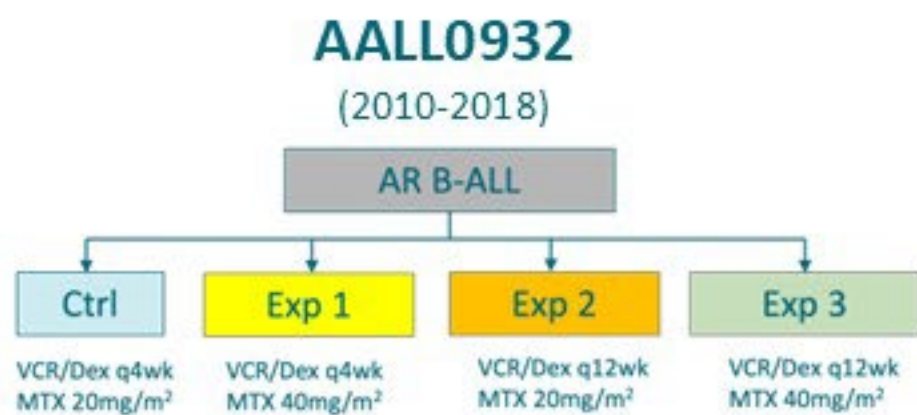 AALL0932
(2010-2018)
AR B-ALL
Ctrl
Exp 1
Exp 2
Exp 3
VCR/Dex q4wk
MTX 20mg/m²
VCR/Dex q4wk
MTX 40mg/m²
VCR/Dex q12wk
MTX 20mg/m²
VCR/Dex q12wk
MTX 40mg/m²